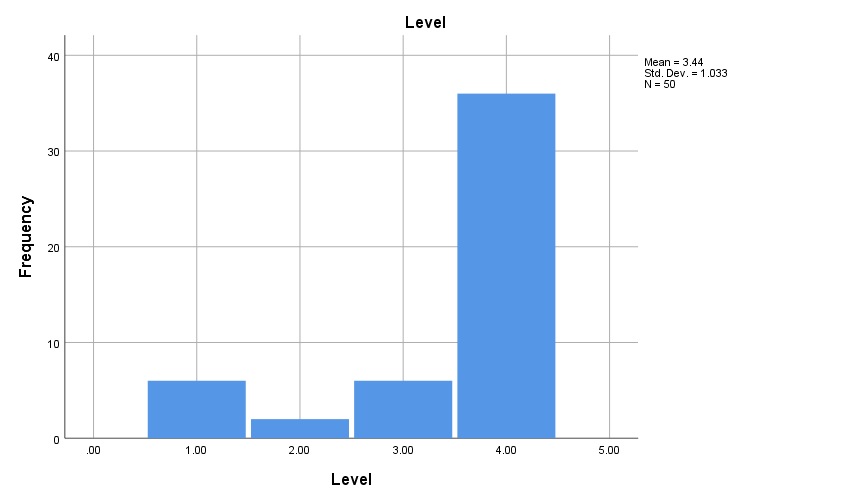 Level
Mean = 3.44
Std. Dev. = 1.033
N = 50
Frequency
40
30
20
10
0
.00 1.00 2.00 3.00 4.00 5.00
Level